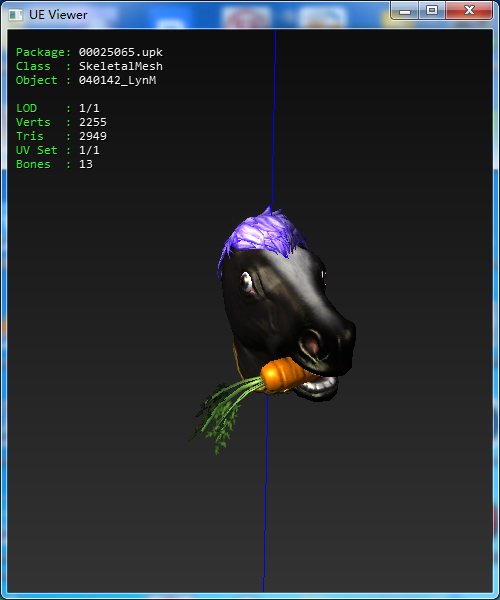 UE Viewer
Package: 00025065.upk
Class : SkeletalMesh
Object : 040142_LynM
LOD : 1/1
Verts : 2255
Tris : 2949
UV Set : 1/1
Bones : 13